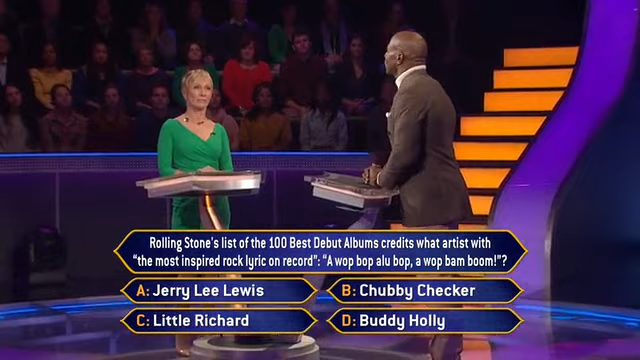 Rolling Stone's list of the 100 Best Debut Albums credits what artist with
"the most inspired rock lyric on record": "A wop bop alu bop, a wop bam boom!"?
A: Jerry Lee Lewis
B: Chubby Checker
C: Little Richard
D: Buddy Holly